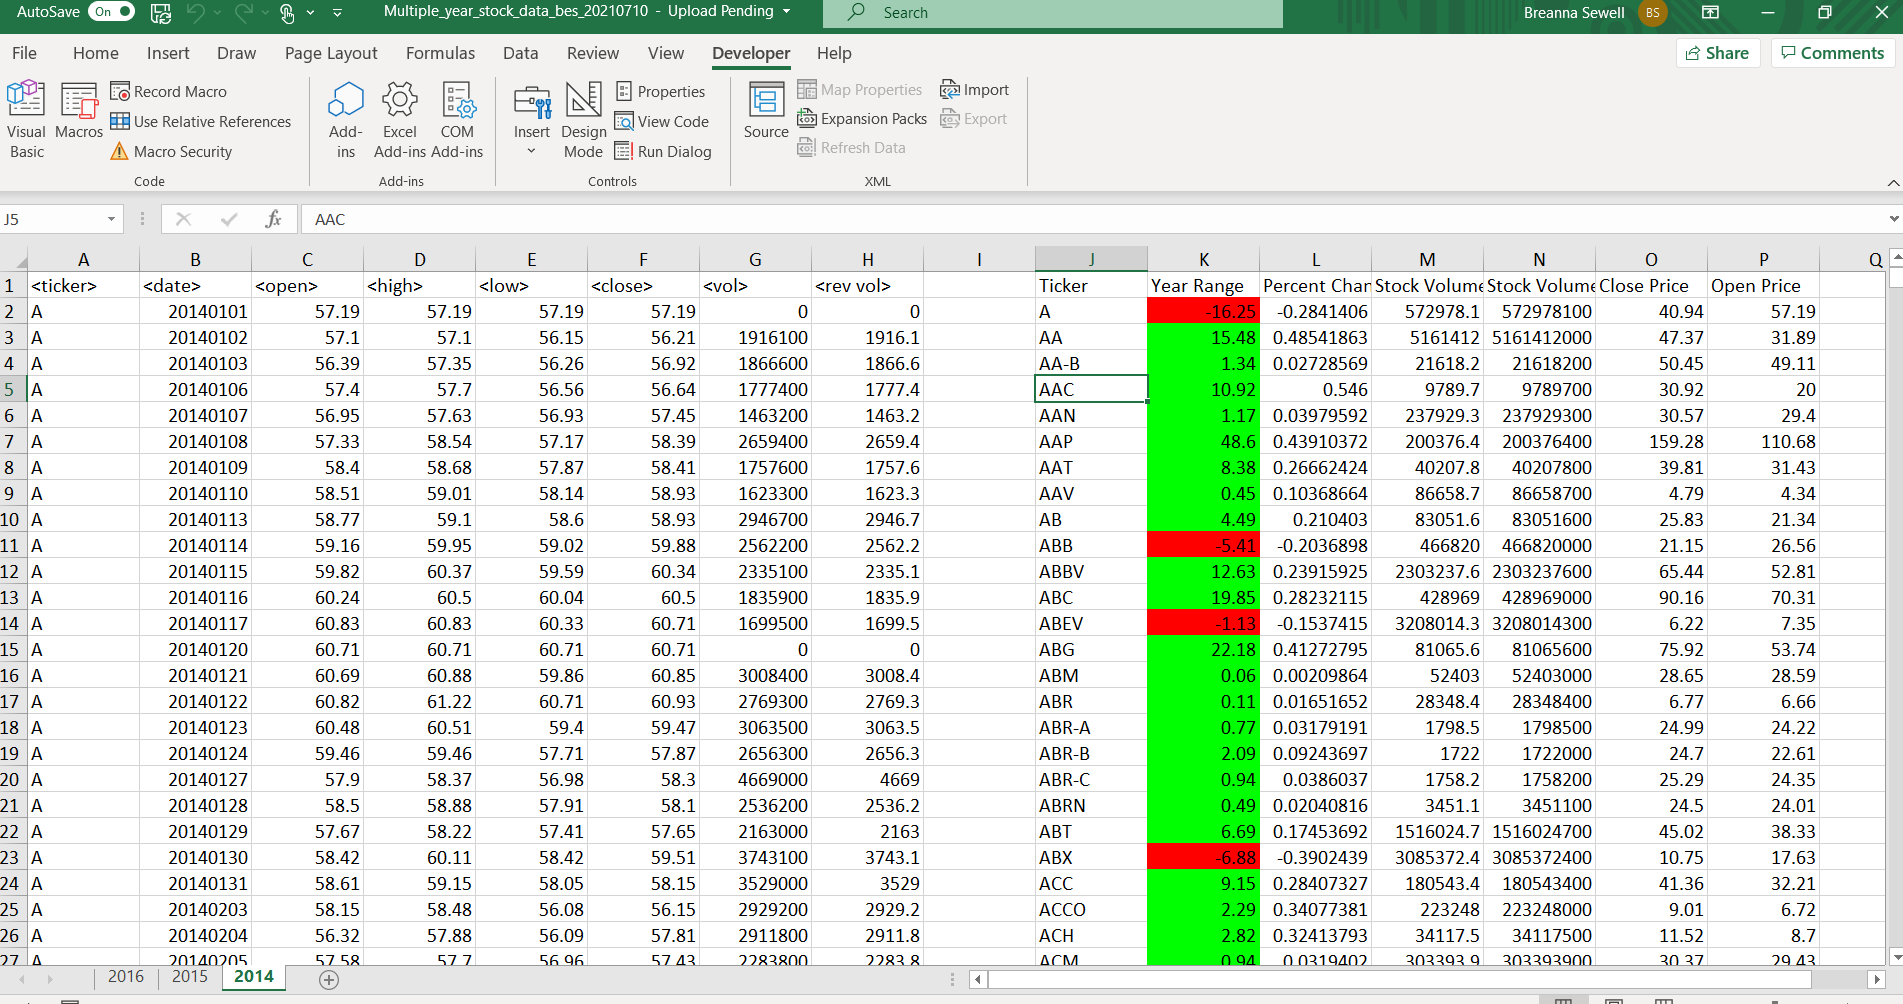 AutoSave On Multiple_year_stock_data_bes_20210710 - Upload Pending Search Breanna Sewell BS
File Home Insert Draw Page Layout Formulas Data Review View Developer Help Share Comments
Visual Basic Macros Record Macro Use Relative References Macro Security
Add-ins Excel Add-ins COM Add-ins
Insert Design Mode Properties View Code Run Dialog
Source Map Properties Expansion Packs Refresh Data Import Export
Code Add-ins Controls XML
J5 fx AAC
A B C D E F G H I J K L M N O P Q
1 <ticker> <date> <open> <high> <low> <close> <vol> <rev vol> Ticker Year Range Percent Chan Stock Volume Stock Volume Close Price Open Price
2 A 20140101 57.19 57.19 57.19 57.19 0 0 A -16.25 -0.2841406 572978.1 572978100 40.94 57.19
3 A 20140102 57.1 57.1 56.15 56.21 1916100 1916.1 AA 15.48 0.48541863 5161412 5161412000 47.37 31.89
4 A 20140103 56.39 57.35 56.26 56.92 1866600 1866.6 AA-B 1.34 0.02728569 21618.2 21618200 50.45 49.11
5 A 20140106 57.4 57.7 56.56 56.64 1777400 1777.4 AAC 10.92 0.546 9789.7 9789700 30.92 20
6 A 20140107 56.95 57.63 56.93 57.45 1463200 1463.2 AAN 1.17 0.03979592 237929.3 237929300 30.57 29.4
7 A 20140108 57.33 58.54 57.17 58.39 2659400 2659.4 AAP 48.6 0.43910372 200376.4 200376400 159.28 110.68
8 A 20140109 58.4 58.68 57.87 58.41 1757600 1757.6 AAT 8.38 0.26662424 40207.8 40207800 39.81 31.43
9 A 20140110 58.51 59.01 58.14 58.93 1623300 1623.3 AAV 0.45 0.10368664 86658.7 86658700 4.79 4.34
10 A 20140113 58.77 59.1 58.6 58.93 2946700 2946.7 AB 4.49 0.210403 83051.6 83051600 25.83 21.34
11 A 20140114 59.16 59.95 59.02 59.88 2562200 2562.2 ABB -5.41 -0.2036898 466820 466820000 21.15 26.56
12 A 20140115 59.82 60.37 59.59 60.34 2335100 2335.1 ABBV 12.63 0.23915925 2303237.6 2303237600 65.44 52.81
13 A 20140116 60.24 60.5 60.04 60.5 1835900 1835.9 ABC 19.85 0.28232115 428969 428969000 90.16 70.31
14 A 20140117 60.83 60.83 60.33 60.71 1699500 1699.5 ABEV -1.13 -0.1537415 3208014.3 3208014300 6.22 7.35
15 A 20140120 60.71 60.71 60.71 60.71 0 0 ABG 22.18 0.41272795 81065.6 81065600 75.92 53.74
16 A 20140121 60.69 60.88 59.86 60.85 3008400 3008.4 ABM 0.06 0.00209864 52403 52403000 28.65 28.59
17 A 20140122 60.82 61.22 60.71 60.93 2769300 2769.3 ABR 0.11 0.01651652 28348.4 28348400 6.77 6.66
18 A 20140123 60.48 60.51 59.4 59.47 3063500 3063.5 ABR-A 0.77 0.03179191 1798.5 1798500 24.99 24.22
19 A 20140124 59.46 59.46 57.71 57.87 2656300 2656.3 ABR-B 2.09 0.09243697 1722 1722000 24.7 22.61
20 A 20140127 57.9 58.37 56.98 58.3 4669000 4669 ABR-C 0.94 0.0386037 1758.2 1758200 25.29 24.35
21 A 20140128 58.5 58.88 57.91 58.1 2536200 2536.2 ABRN 0.49 0.02040816 3451.1 3451100 24.5 24.01
22 A 20140129 57.67 58.22 57.41 57.65 2163000 2163 ABT 6.69 0.17453692 1516024.7 1516024700 45.02 38.33
23 A 20140130 58.42 60.11 58.42 59.51 3743100 3743.1 ABX -6.88 -0.3902439 3085372.4 3085372400 10.75 17.63
24 A 20140131 58.61 59.15 58.05 58.15 3529000 3529 ACC 9.15 0.28407327 180543.4 180543400 41.36 32.21
25 A 20140203 58.15 58.48 56.08 56.15 2929200 2929.2 ACCO 2.29 0.34077381 223248 223248000 9.01 6.72
26 A 20140204 56.32 57.88 56.09 57.81 2911800 2911.8 ACH 2.82 0.32413793 34117.5 34117500 11.52 8.7
27 A 20140205 57.58 57.7 56.96 57.43 2283800 2283.8 ACM 0.94 0.0319402 303393.9 303393900 30.37 29.43
2016 2015 2014